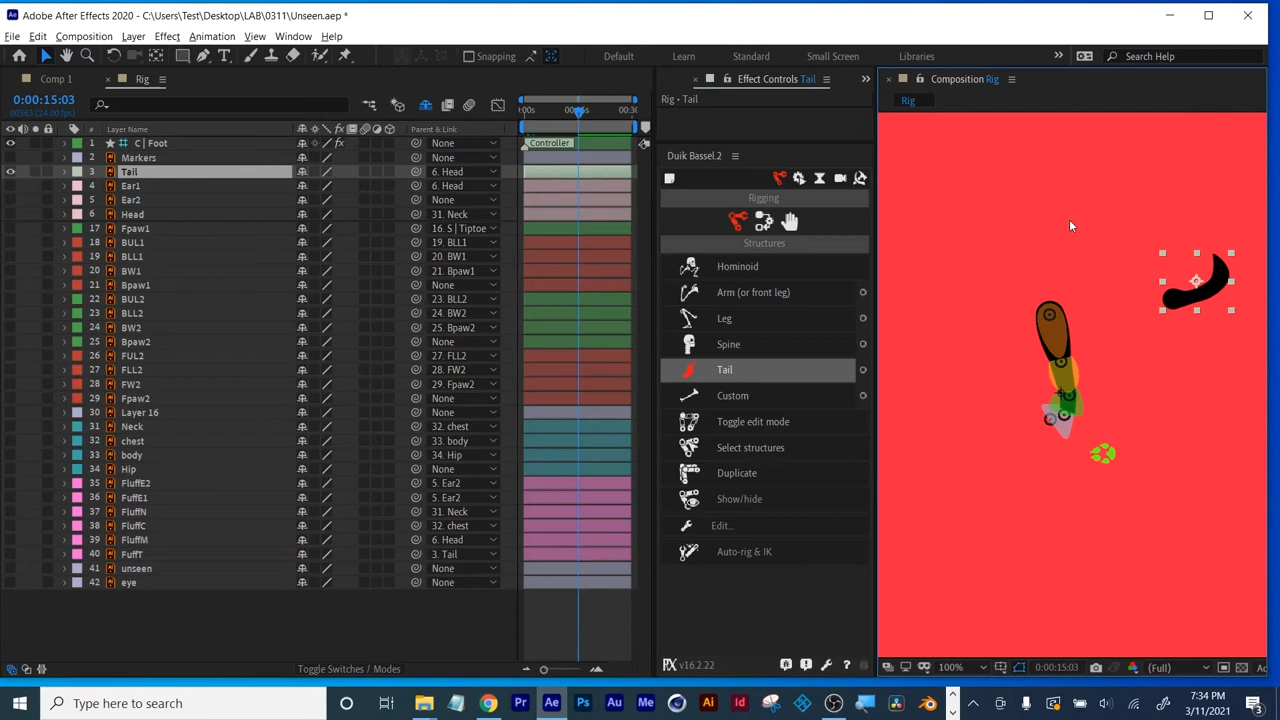 Adobe After Effects 2020 - C:\Users\Test\Desktop\LAB\0311\Unseen.aep *
File Edit Composition Layer Effect Animation View Window Help
Snapping Default Learn Standard Small Screen Libraries Search Help
Comp 1 Rig Effect Controls Tail Composition Rig
0:00:15:03
00363 (24.00 fps)
Rig • Tail
Rig
# Layer Name Parent & Link
1 C | Foot None Controller
2 Markers None
3 Tail 6. Head
4 Ear1 6. Head
5 Ear2 None
6 Head 31. Neck
17 Fpaw1 16. S | Tiptoe
18 BUL1 19. BLL1
19 BLL1 20. BW1
20 BW1 21. Bpaw1
21 Bpaw1 None
22 BUL2 23. BLL2
23 BLL2 24. BW2
24 BW2 25. Bpaw2
25 Bpaw2 None
26 FUL2 27. FLL2
27 FLL2 28. FW2
28 FW2 29. Fpaw2
29 Fpaw2 None
30 Layer 16 None
31 Neck 32. chest
32 chest 33. body
33 body 34. Hip
34 Hip None
35 FluffE2 5. Ear2
36 FuffE1 5. Ear2
37 FluffN 31. Neck
38 FluffC 32. chest
39 FluffM 6. Head
40 FuffT 3. Tail
41 unseen None
42 eye None
Toggle Switches / Modes
Duik Bassel.2
Rigging
Structures
Hominoid
Arm (or front leg)
Leg
Spine
Tail
Custom
Toggle edit mode
Select structures
Duplicate
Show/hide
Edit...
Auto-rig & IK
v16.2.22
100% 0:00:15:03 (Full)
Type here to search
7:34 PM
3/11/2021